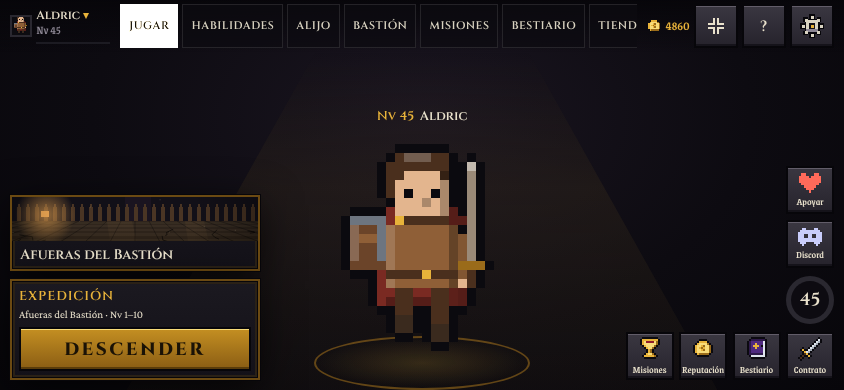 Aldric ▾
Nv 45
JUGAR
HABILIDADES
ALIJO
BASTIÓN
MISIONES
BESTIARIO
TIEND
4860
?
Nv 45 Aldric
Apoyar
Discord
Afueras del Bastión
EXPEDICIÓN
Afueras del Bastión · Nv 1–10
DESCENDER
45
Misiones
Reputación
Bestiario
Contrato